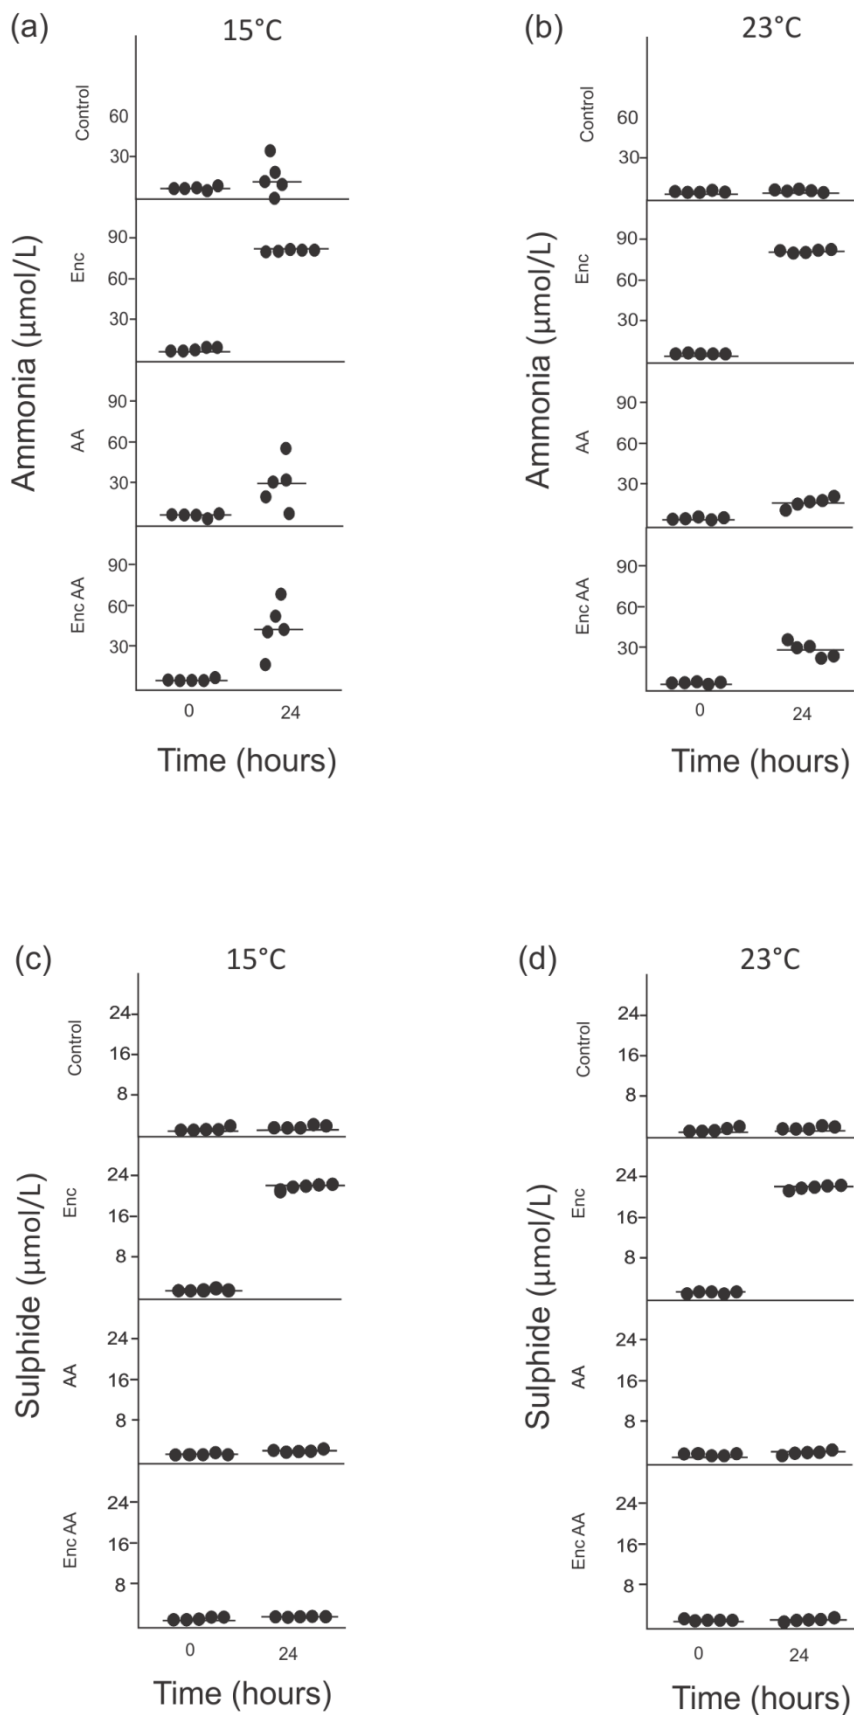 (a)
15°C
Control
60
30
Enc
90
60
30
AA
90
60
30
Enc AA
90
60
30
Ammonia (µmol/L)
0
24
Time (hours)
(b)
23°C
Control
60
30
Enc
90
60
30
AA
90
60
30
Enc AA
90
60
30
Ammonia (µmol/L)
0
24
Time (hours)
(c)
15°C
Control
24
16
8
Enc
24
16
8
AA
24
16
8
Enc AA
24
16
8
Sulphide (µmol/L)
0
24
Time (hours)
(d)
23°C
Control
24
16
8
Enc
24
16
8
AA
24
16
8
Enc AA
24
16
8
Sulphide (µmol/L)
0
24
Time (hours)